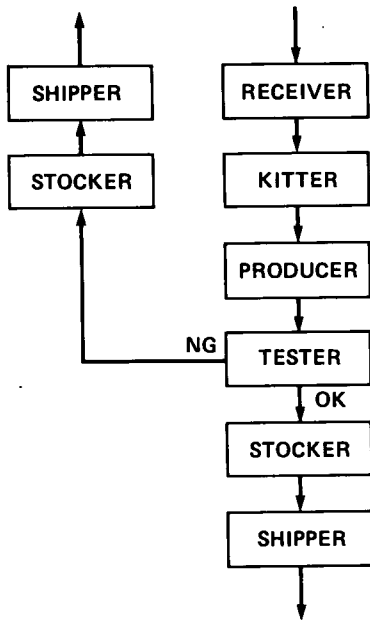 SHIPPER
STOCKER
RECEIVER
KITTER
PRODUCER
NG
TESTER
OK
STOCKER
SHIPPER